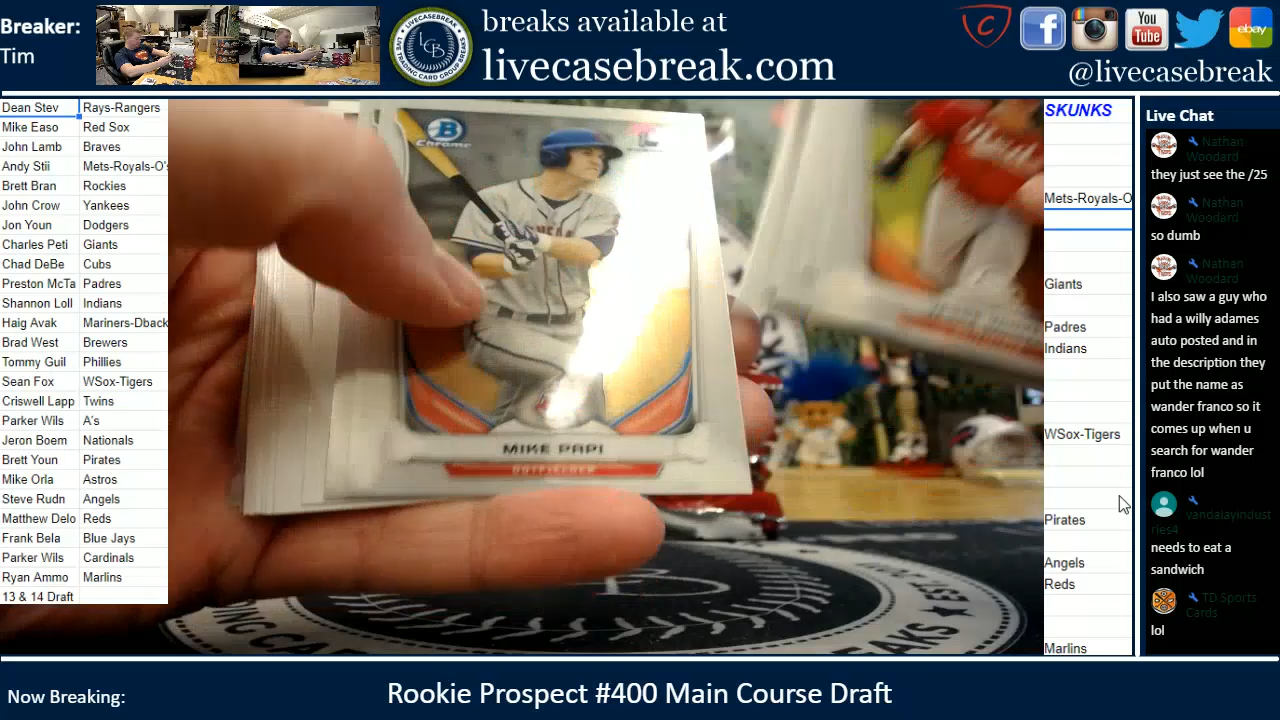 Breaker:
Tim
breaks available at
livecasebreak.com
You
Tube
ebay
@livecasebreak
Dean Stev Rays-Rangers
Mike Easo Red Sox
John Lamb Braves
Andy Stii Mets-Royals-O's
Brett Bran Rockies
John Crow Yankees
Jon Youn Dodgers
Charles Peti Giants
Chad DeBe Cubs
Preston McTa Padres
Shannon Loll Indians
Haig Avak Mariners-Dback
Brad West Brewers
Tommy Guil Phillies
Sean Fox WSox-Tigers
Criswell Lapp Twins
Parker Wils A's
Jeron Boem Nationals
Brett Youn Pirates
Mike Orla Astros
Steve Rudn Angels
Matthew Delo Reds
Frank Bela Blue Jays
Parker Wils Cardinals
Ryan Ammo Marlins
13 & 14 Draft
B
Chrome
MIKE PAPI
OUTFIELDER
SKUNKS
Mets-Royals-O
Giants
Padres
Indians
WSox-Tigers
Pirates
Angels
Reds
Marlins
Live Chat
Nathan
Woodard
they just see the /25
Nathan
Woodard
so dumb
Nathan
Woodard
I also saw a guy who
had a willy adames
auto posted and in
the description they
put the name as
wander franco so it
comes up when u
search for wander
franco lol
vandalayindust
ries4
needs to eat a
sandwich
TD Sports
Cards
lol
Now Breaking:
Rookie Prospect #400 Main Course Draft